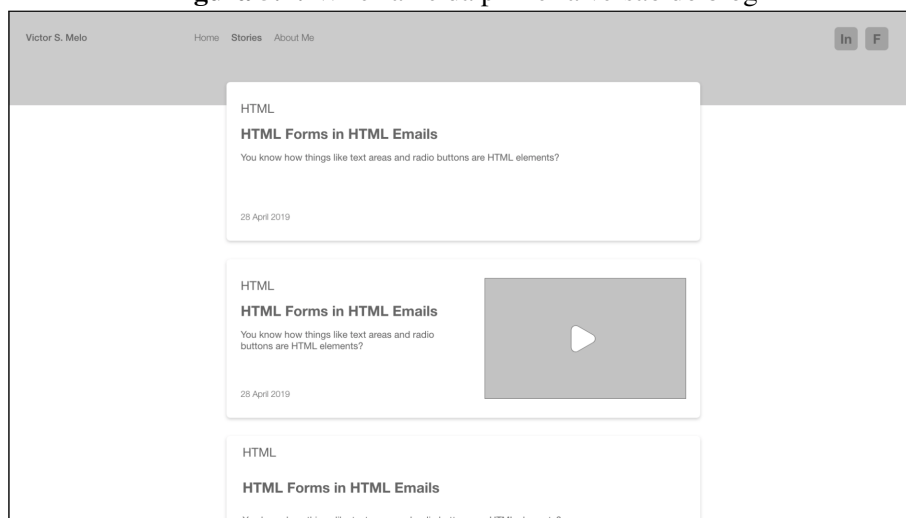 Victor S. Melo Home Stories About Me In F
HTML
HTML Forms in HTML Emails
You know how things like text areas and radio buttons are HTML elements?
28 April 2019
HTML
HTML Forms in HTML Emails
You know how things like text areas and radio
buttons are HTML elements?
28 April 2019
HTML
HTML Forms in HTML Emails